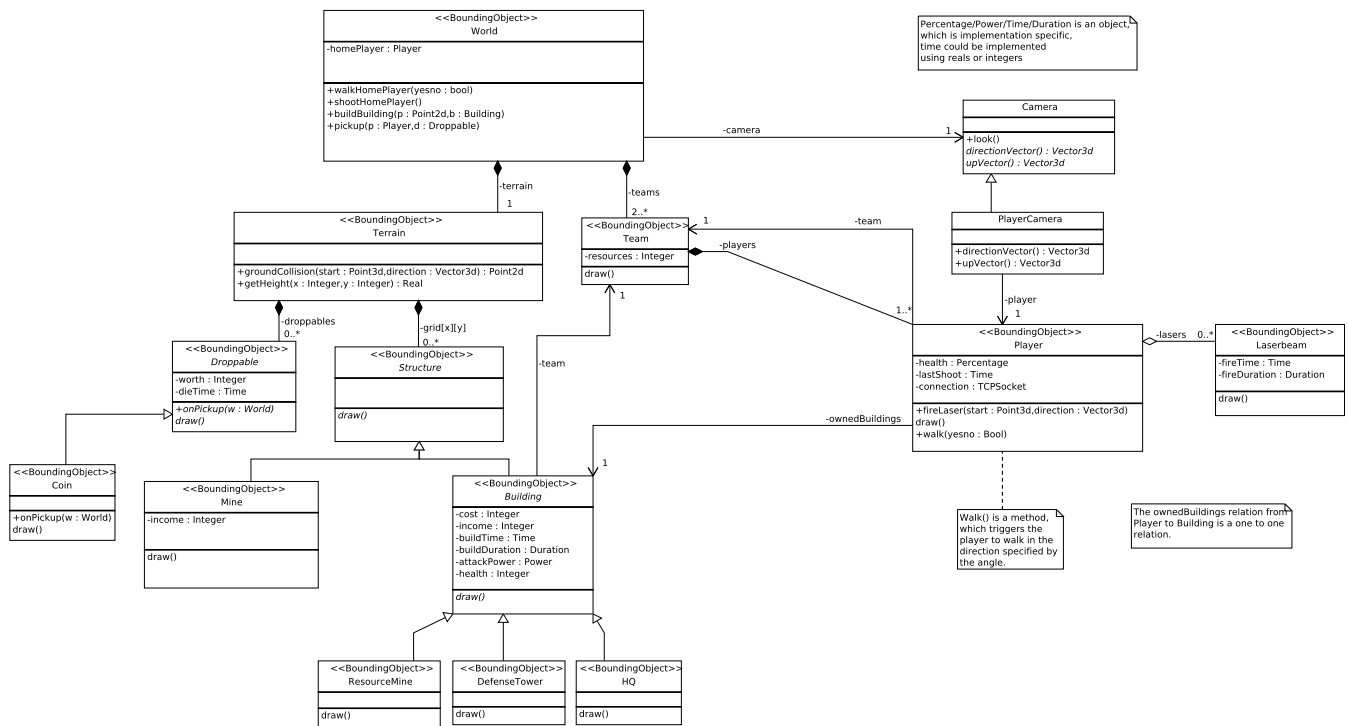 <<BoundingObject>>
World
-homePlayer : Player
+walkHomePlayer(yesno : bool)
+shootHomePlayer()
+buildBuilding(p : Point2d,b : Building)
+pickup(p : Player,d : Droppable)
Percentage/Power/Time/Duration is an object,
which is implementation specific,
time could be implemented
using reals or integers
-camera
1
Camera
+look()
directionVector() : Vector3d
upVector() : Vector3d
-terrain
1
-teams
2..*
<<BoundingObject>>
Terrain
+groundCollision(start : Point3d,direction : Vector3d) : Point2d
+getHeight(x : Integer,y : Integer) : Real
<<BoundingObject>>
Team
-resources : Integer
draw()
1
-team
-players
1..*
PlayerCamera
+directionVector() : Vector3d
+upVector() : Vector3d
-player
1
-droppables
0..*
-grid[x][y]
0..*
1
-team
<<BoundingObject>>
Droppable
-worth : Integer
-dieTime : Time
+onPickup(w : World)
draw()
<<BoundingObject>>
Structure
draw()
<<BoundingObject>>
Player
-health : Percentage
-lastShoot : Time
-connection : TCPSocket
+fireLaser(start : Point3d,direction : Vector3d)
draw()
+walk(yesno : Bool)
-lasers
0..*
<<BoundingObject>>
Laserbeam
-fireTime : Time
-fireDuration : Duration
draw()
-ownedBuildings
1
<<BoundingObject>>
Coin
+onPickup(w : World)
draw()
<<BoundingObject>>
Mine
-income : Integer
draw()
<<BoundingObject>>
Building
-cost : Integer
-income : Integer
-buildTime : Time
-buildDuration : Duration
-attackPower : Power
-health : Integer
draw()
Walk() is a method,
which triggers the
player to walk in the
direction specified by
the angle.
The ownedBuildings relation from
Player to Building is a one to one
relation.
<<BoundingObject>>
ResourceMine
draw()
<<BoundingObject>>
DefenseTower
draw()
<<BoundingObject>>
HQ
draw()